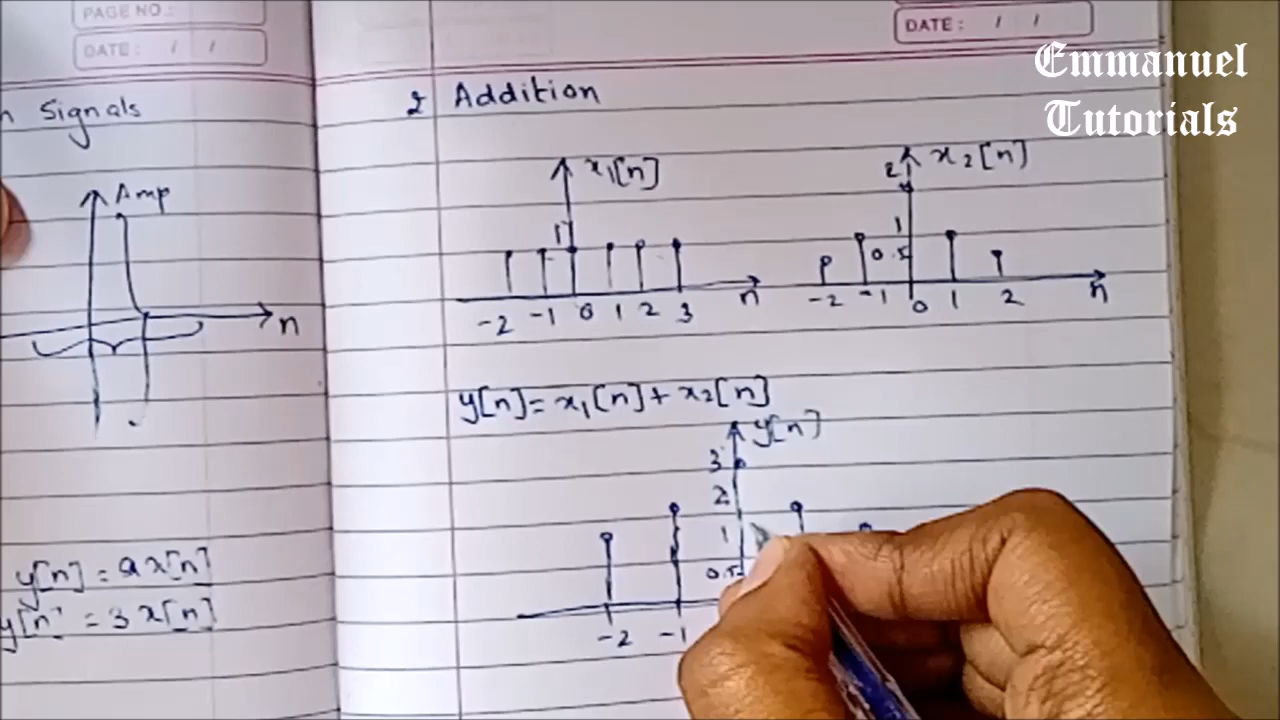 PAGE NO.:
DATE: / /
n Signals
Amp
n
y[n] = a x[n]
y[n] = 3 x[n]
DATE: / /
Emmanuel
Tutorials
2 Addition
x1[n]
1
-2 -1 0 1 2 3 n
x2[n]
2
1
0.5
-2 -1 0 1 2 n
y[n] = x1[n] + x2[n]
y[n]
3
2
1
0.5
-2 -1